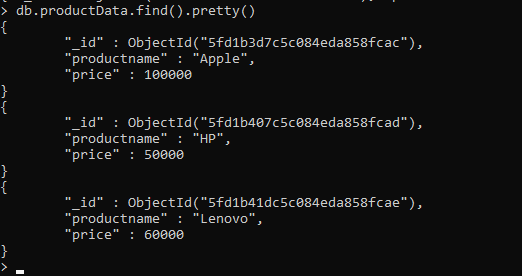 > db.productData.find().pretty()
{
        "_id" : ObjectId("5fd1b3d7c5c084eda858fcac"),
        "productname" : "Apple",
        "price" : 100000
}
{
        "_id" : ObjectId("5fd1b407c5c084eda858fcad"),
        "productname" : "HP",
        "price" : 50000
}
{
        "_id" : ObjectId("5fd1b41dc5c084eda858fcae"),
        "productname" : "Lenovo",
        "price" : 60000
}
>